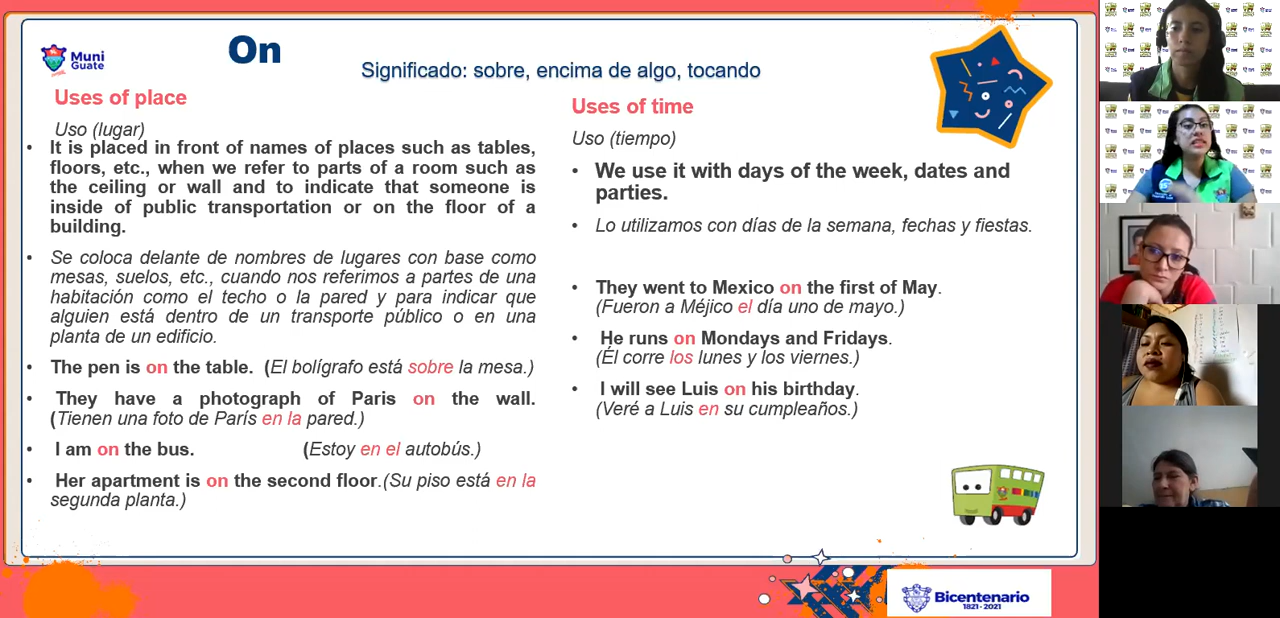 Muni
Guate
On
Significado: sobre, encima de algo, tocando
Uses of place
Uso (lugar)
• It is placed in front of names of places such as tables,
floors, etc., when we refer to parts of a room such as
the ceiling or wall and to indicate that someone is
inside of public transportation or on the floor of a
building.
• Se coloca delante de nombres de lugares con base como
mesas, suelos, etc., cuando nos referimos a partes de una
habitación como el techo o la pared y para indicar que
alguien está dentro de un transporte público o en una
planta de un edificio.
• The pen is on the table. (El bolígrafo está sobre la mesa.)
• They have a photograph of Paris on the wall.
(Tienen una foto de París en la pared.)
• I am on the bus. (Estoy en el autobús.)
• Her apartment is on the second floor.(Su piso está en la
segunda planta.)
Uses of time
Uso (tiempo)
• We use it with days of the week, dates and
parties.
• Lo utilizamos con días de la semana, fechas y fiestas.
• They went to Mexico on the first of May.
(Fueron a Méjico el día uno de mayo.)
• He runs on Mondays and Fridays.
(Él corre los lunes y los viernes.)
• I will see Luis on his birthday.
(Veré a Luis en su cumpleaños.)
Bicentenario
1821 - 2021